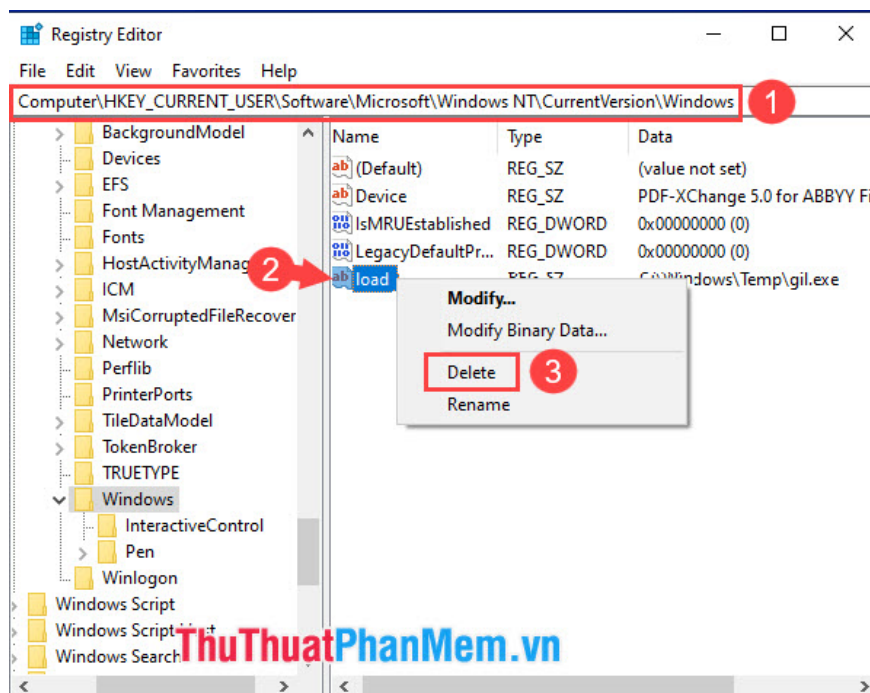 Registry Editor
File Edit View Favorites Help
Computer\HKEY_CURRENT_USER\Software\Microsoft\Windows NT\CurrentVersion\Windows
1
BackgroundModel
Devices
EFS
Font Management
Fonts
HostActivityManag
ICM
MsiCorruptedFileRecover
Network
Perflib
PrinterPorts
TileDataModel
TokenBroker
TRUETYPE
Windows
InteractiveControl
Pen
Winlogon
Windows Script
Windows Script
Windows Search
Name Type Data
(Default) REG_SZ (value not set)
Device REG_SZ PDF-XChange 5.0 for ABBYY Fi
IsMRUEstablished REG_DWORD 0x00000000 (0)
LegacyDefaultPr... REG_DWORD 0x00000000 (0)
2
load REG_SZ C:\Windows\Temp\gil.exe
Modify...
Modify Binary Data...
Delete
3
Rename
ThuThuatPhanMem.vn